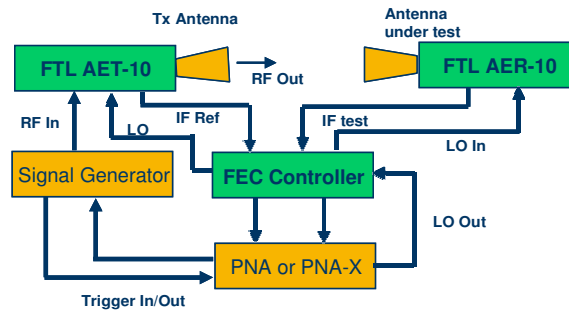 Tx Antenna
Antenna
under test
FTL AET-10
RF Out
FTL AER-10
RF In
LO
IF Ref
IF test
LO In
Signal Generator
FEC Controller
LO Out
PNA or PNA-X
Trigger In/Out